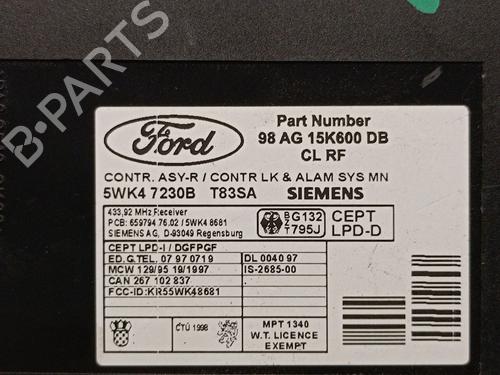 Ford
Part Number
98 AG 15K600 DB
CL RF
CONTR. ASY-R / CONTR LK & ALAM SYS MN
5WK4 7230B T83SA SIEMENS
433,92 MHz Receiver
PCB: 659794 76.02 / 5WK4 8681
SIEMENS AG, D-93049 Regensburg
BG132
ZT795J
CEPT
LPD-D
CEPT LPD-I / DGFPGF
ED.G.TEL. 07 97 0719 DL 0040 97
MCW 129/95 19/1997 IS-2685-00
CAN 267 102 837
FCC-ID:KR55WK48681
ČTÚ 1998
MPT 1340
W.T. LICENCE
EXEMPT
B-PARTS